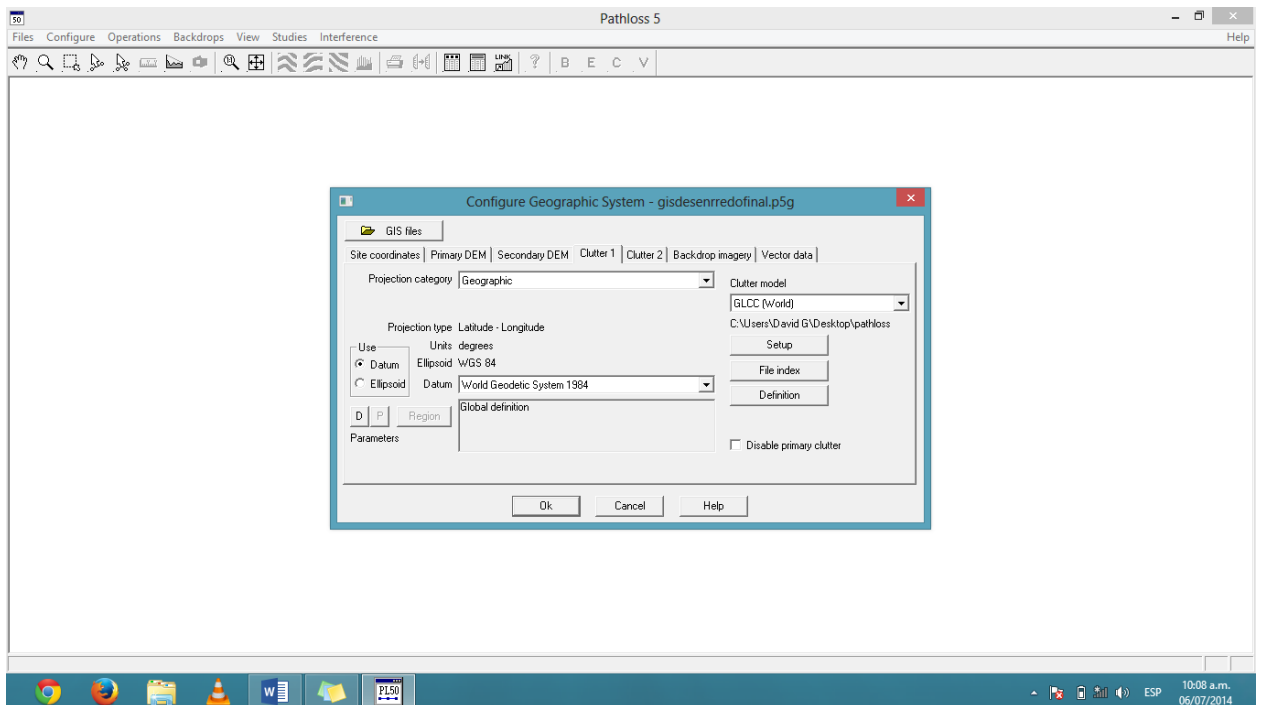 50
Pathloss 5
Files Configure Operations Backdrops View Studies Interference Help
LINK
B E C V
Configure Geographic System - gisdesenrredofinal.p5g
GIS files
Site coordinates Primary DEM Secondary DEM Clutter 1 Clutter 2 Backdrop imagery Vector data
Projection category Geographic
Clutter model
GLCC (World)
C:\Users\David G\Desktop\pathloss
Projection type Latitude - Longitude
Setup
Use
Units degrees
Datum
Ellipsoid WGS 84
File index
Ellipsoid
Datum World Geodetic System 1984
Definition
D P Region
Global definition
Parameters
Disable primary clutter
Ok Cancel Help
W
PL50
ESP
10:08 a.m.
06/07/2014